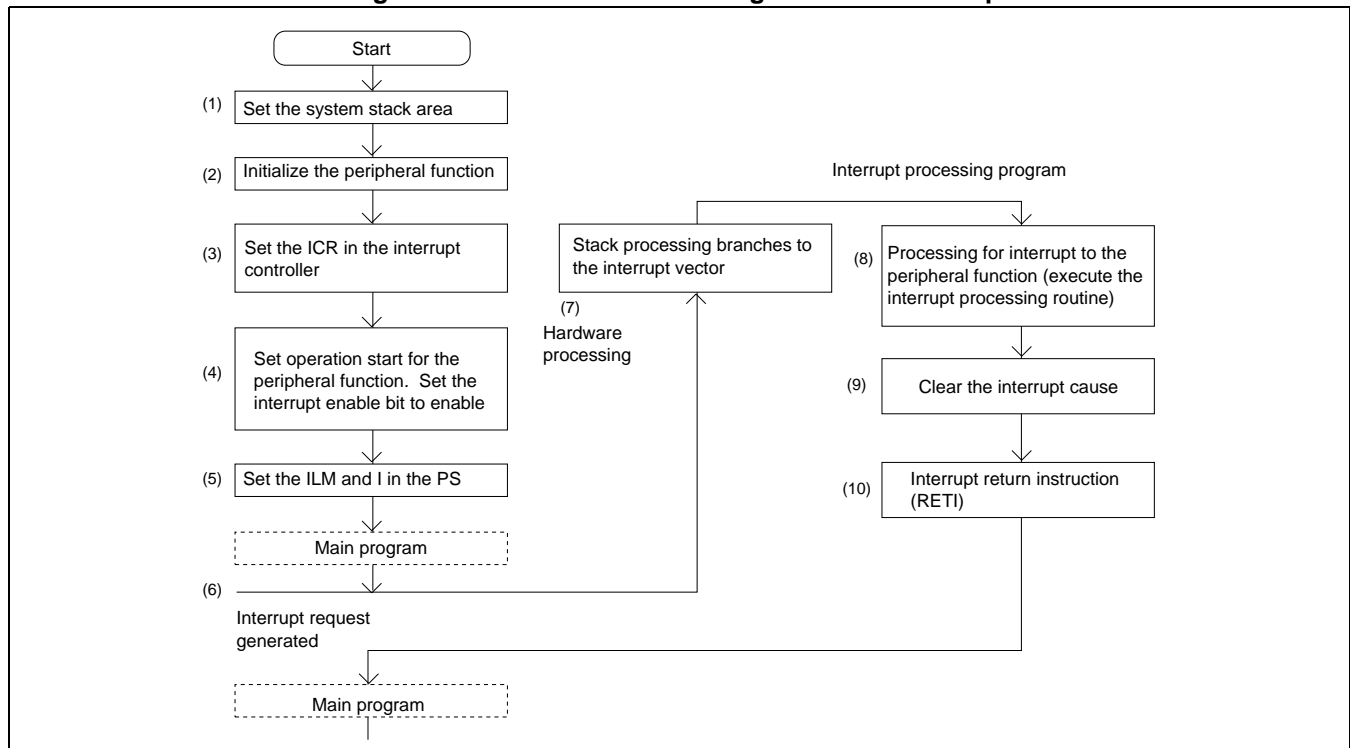 Start
(1)
Set the system stack area
(2)
Initialize the peripheral function
(3)
Set the ICR in the interrupt
controller
(4)
Set operation start for the
peripheral function. Set the
interrupt enable bit to enable
(5)
Set the ILM and I in the PS
Main program
(6)
Interrupt request
generated
Main program
Stack processing branches to
the interrupt vector
(7)
Hardware
processing
Interrupt processing program
(8)
Processing for interrupt to the
peripheral function (execute the
interrupt processing routine)
(9)
Clear the interrupt cause
(10)
Interrupt return instruction
(RETI)